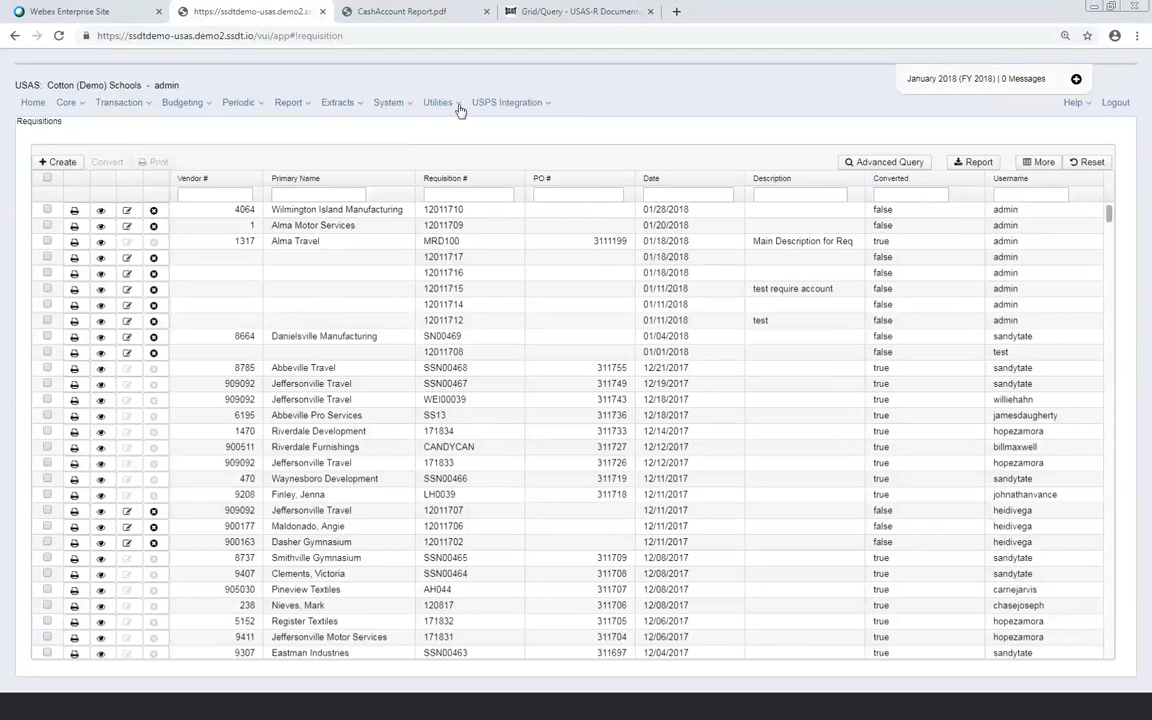 Webex Enterprise Site
https://ssdtdemo-usas.demo2.ss
CashAccount Report.pdf
Grid/Query - USAS-R Document
https://ssdtdemo-usas.demo2.ssdt.io/vui/app#!requisition
USAS: Cotton (Demo) Schools - admin
January 2018 (FY 2018) | 0 Messages
Home Core Transaction Budgeting Periodic Report Extracts System Utilities USPS Integration Help Logout
Requisitions
+ Create Convert Print Advanced Query Report More Reset
Vendor # Primary Name Requisition # PO # Date Description Converted Username
4064 Wilmington Island Manufacturing 12011710 01/28/2018 false admin
1 Alma Motor Services 12011709 01/20/2018 false admin
1317 Alma Travel MRD100 3111199 01/18/2018 Main Description for Req true admin
12011717 01/18/2018 false admin
12011716 01/18/2018 false admin
12011715 01/11/2018 test require account false admin
12011714 01/11/2018 false admin
12011712 01/11/2018 test false admin
8664 Danielsville Manufacturing SN00469 01/04/2018 false sandytate
12011708 01/01/2018 false test
8785 Abbeville Travel SSN00468 311755 12/21/2017 true sandytate
909092 Jeffersonville Travel SSN00467 311749 12/19/2017 true sandytate
909092 Jeffersonville Travel WEI00039 311743 12/18/2017 true williehahn
6195 Abbeville Pro Services SS13 311736 12/18/2017 true jamesdaugherty
1470 Riverdale Development 171834 311733 12/14/2017 true hopezamora
900511 Riverdale Furnishings CANDYCAN 311727 12/12/2017 true billmaxwell
909092 Jeffersonville Travel 171833 311726 12/12/2017 true hopezamora
470 Waynesboro Development SSN00466 311719 12/11/2017 true sandytate
9208 Finley, Jenna LH0039 311718 12/11/2017 true johnathanvance
909092 Jeffersonville Travel 12011707 12/11/2017 false heidivega
900177 Maldonado, Angie 12011706 12/11/2017 false heidivega
900163 Dasher Gymnasium 12011702 12/11/2017 false heidivega
8737 Smithville Gymnasium SSN00465 311709 12/08/2017 true sandytate
9407 Clements, Victoria SSN00464 311708 12/08/2017 true sandytate
905030 Pineview Textiles AH044 311707 12/08/2017 true carnejarvis
238 Nieves, Mark 120817 311706 12/08/2017 true chasejoseph
5152 Register Textiles 171832 311705 12/06/2017 true hopezamora
9411 Jeffersonville Motor Services 171831 311704 12/06/2017 true hopezamora
9307 Eastman Industries SSN00463 311697 12/04/2017 true sandytate